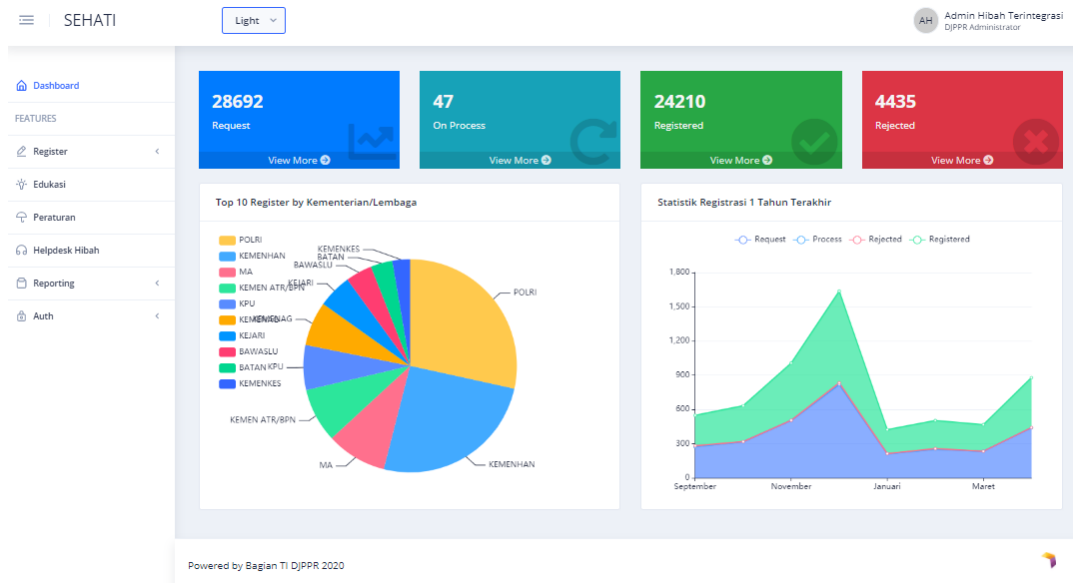 SEHATI
Light
AH
Admin Hibah Terintegrasi
DJPPR Administrator
Dashboard
FEATURES
Register
Edukasi
Peraturan
Helpdesk Hibah
Reporting
Auth
28692
Request
View More
47
On Process
View More
24210
Registered
View More
4435
Rejected
View More
Top 10 Register by Kementerian/Lembaga
POLRI
KEMENHAN
MA
KEMEN ATR/BPN
KPU
KEMENAG
KEJARI
BAWASLU
BATAN
KEMENKES
KEMENKES
BATAN
BAWASLU
KEJARI
KEMENAG
KPU
KEMEN ATR/BPN
MA
POLRI
KEMENHAN
Statistik Registrasi 1 Tahun Terakhir
Request Process Rejected Registered
1,800
1,500
1,200
900
600
300
0
September November Januari Maret
Powered by Bagian TI DJPPR 2020